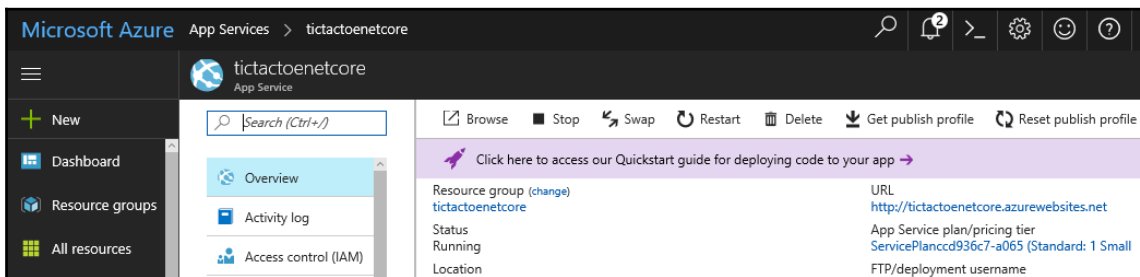 Microsoft Azure App Services > tictactoenetcore
2
tictactoenetcore
App Service
New
Search (Ctrl+/)
Browse Stop Swap Restart Delete Get publish profile Reset publish profile
Click here to access our Quickstart guide for deploying code to your app →
Dashboard
Resource groups
All resources
Overview
Activity log
Access control (IAM)
Resource group (change)
tictactoenetcore
Status
Running
Location
URL
http://tictactoenetcore.azurewebsites.net
App Service plan/pricing tier
ServicePlanccd936c7-a065 (Standard: 1 Small
FTP/deployment username